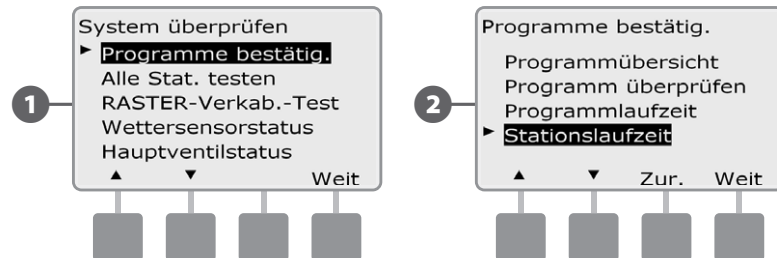 1
System überprüfen
► Programme bestätig.
Alle Stat. testen
RASTER-Verkab.-Test
Wettersensorstatus
Hauptventilstatus
▲ ▼ Weit
2
Programme bestätig.
Programmübersicht
Programm überprüfen
Programmlaufzeit
► Stationslaufzeit
▲ ▼ Zur. Weit